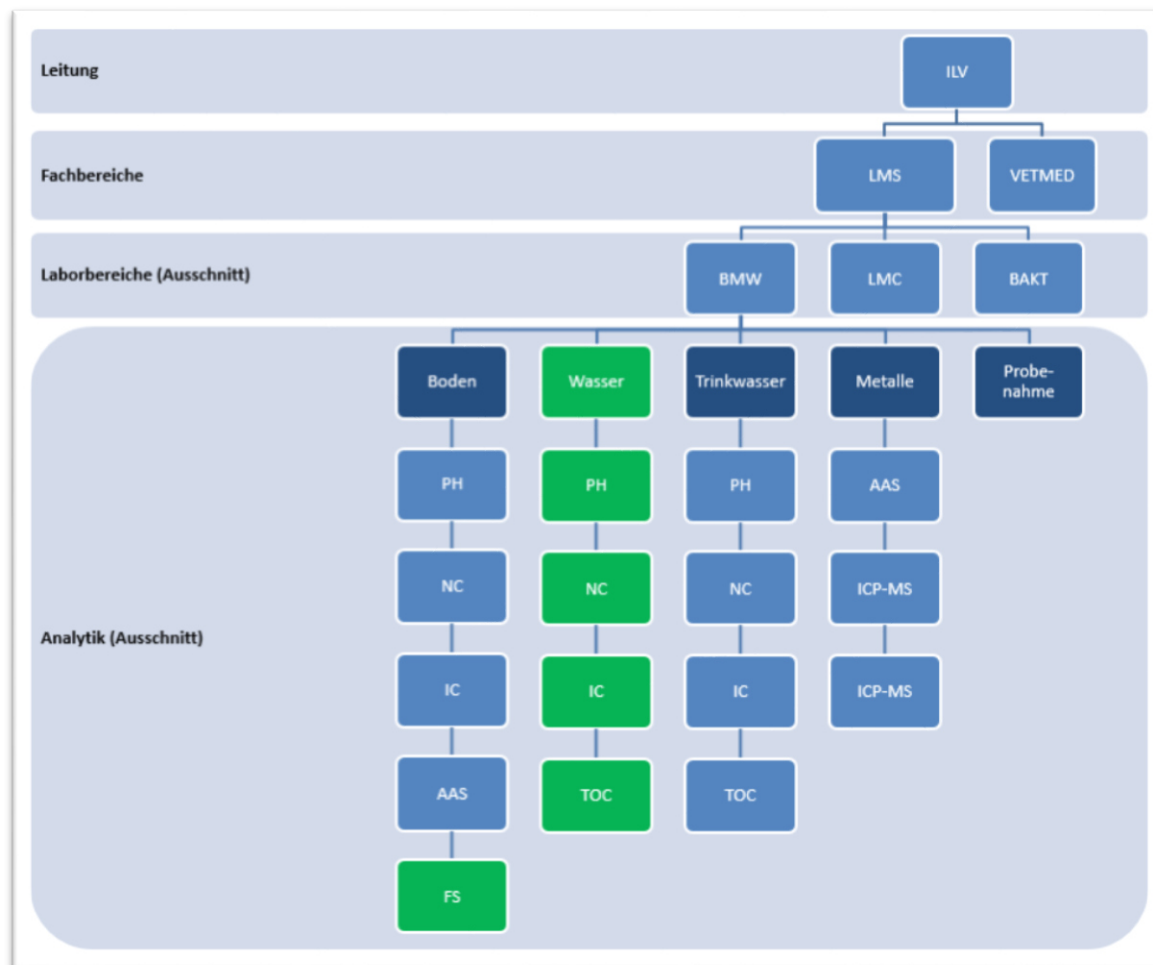 Leitung
ILV
Fachbereiche
LMS
VETMED
Laborbereiche (Ausschnitt)
BMW
LMC
BAKT
Boden
Wasser
Trinkwasser
Metalle
Probe-
nahme
PH
PH
PH
AAS
NC
NC
NC
ICP-MS
Analytik (Ausschnitt)
IC
IC
IC
ICP-MS
AAS
TOC
TOC
FS